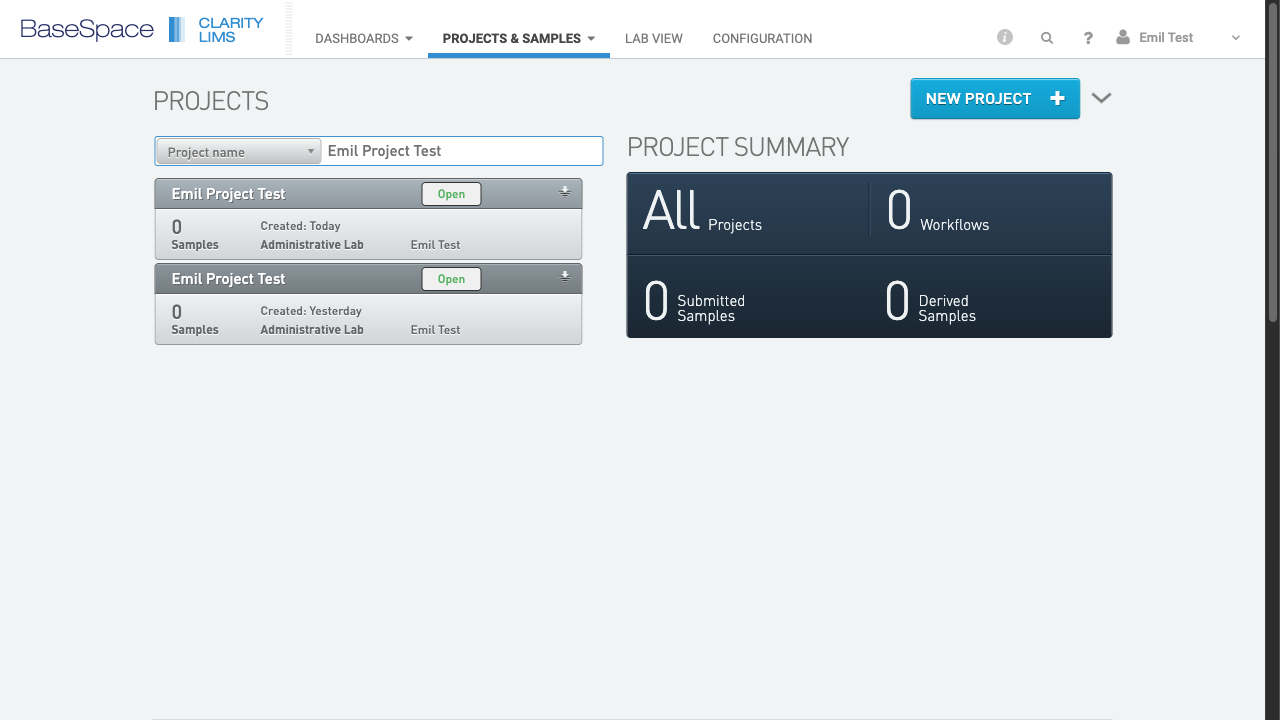 BaseSpace CLARITY LIMS
DASHBOARDS PROJECTS & SAMPLES LAB VIEW CONFIGURATION
Emil Test
PROJECTS
NEW PROJECT
Project name Emil Project Test
Emil Project Test Open
0 Samples
Created: Today
Administrative Lab Emil Test
Emil Project Test Open
0 Samples
Created: Yesterday
Administrative Lab Emil Test
PROJECT SUMMARY
All Projects
0 Workflows
0 Submitted Samples
0 Derived Samples